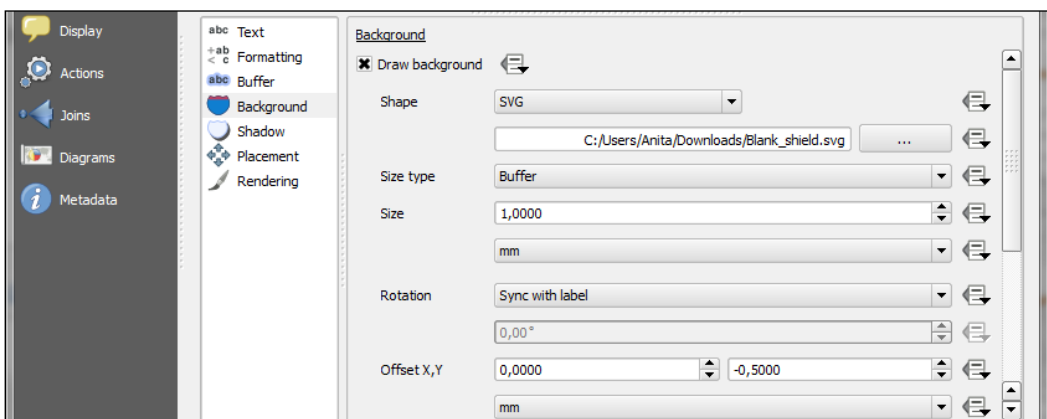 Display
Actions
Joins
Diagrams
Metadata
abc Text
+ab
< c Formatting
abc Buffer
Background
Shadow
Placement
Rendering
Background
Draw background
Shape SVG
C:/Users/Anita/Downloads/Blank_shield.svg ...
Size type Buffer
Size 1,0000
mm
Rotation Sync with label
0,00°
Offset X,Y 0,0000 -0,5000
mm